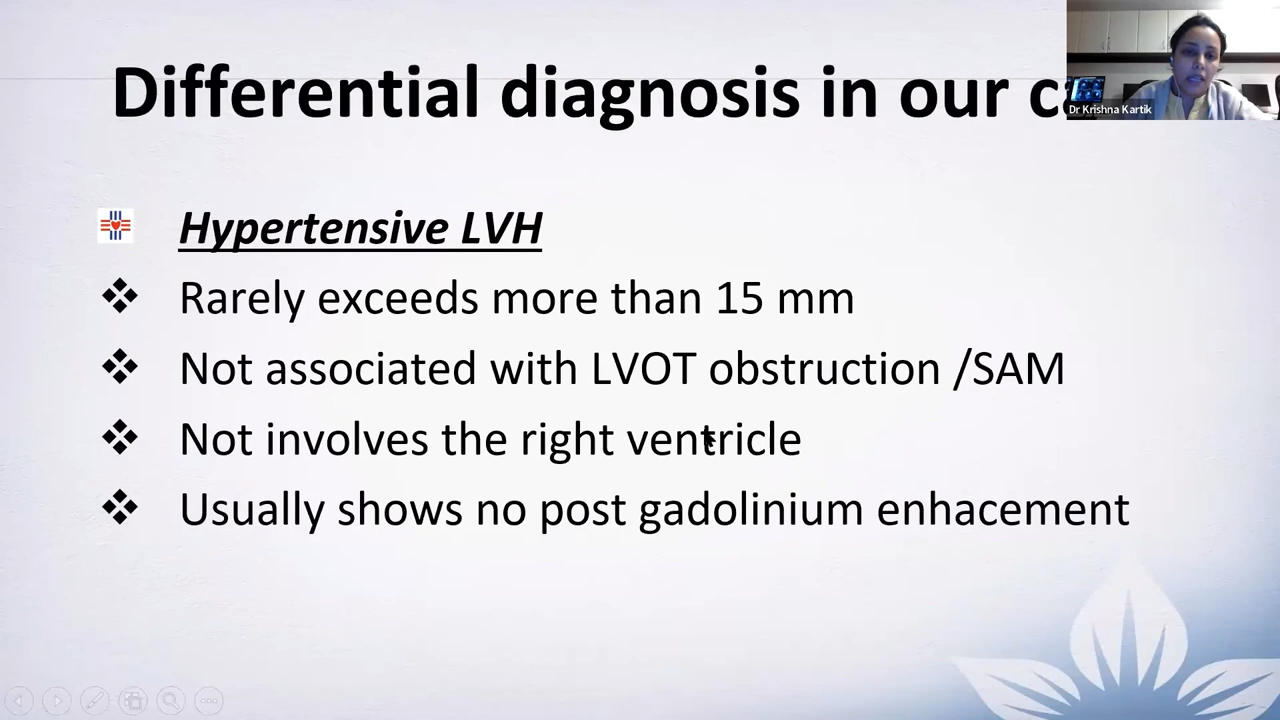 Differential diagnosis in our
Dr Krishna Kartik
Hypertensive LVH
Rarely exceeds more than 15 mm
Not associated with LVOT obstruction /SAM
Not involves the right ventricle
Usually shows no post gadolinium enhacement